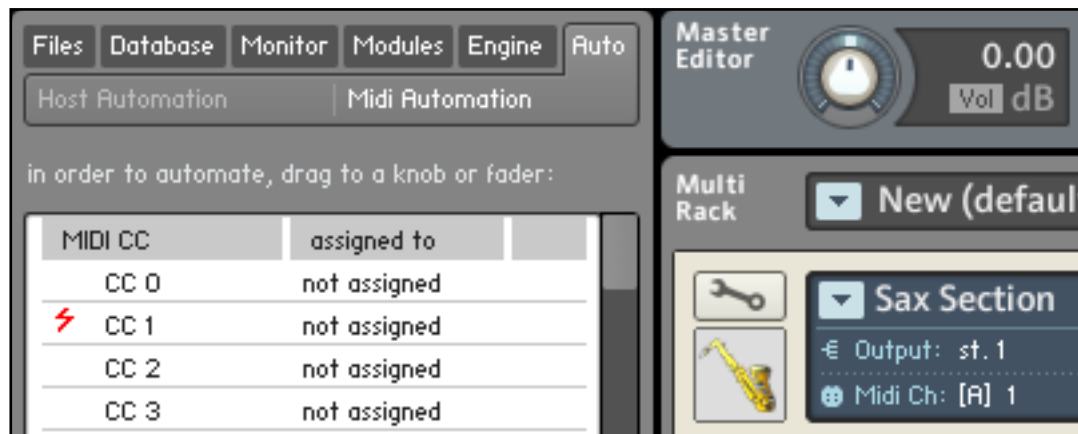 Files Database Monitor Modules Engine Auto
Host Automation Midi Automation
in order to automate, drag to a knob or fader:
MIDI CC assigned to
CC 0 not assigned
CC 1 not assigned
CC 2 not assigned
CC 3 not assigned
Master
Editor
0.00
Vol dB
Multi
Rack
New (defaul
Sax Section
Output: st.1
Midi Ch: [A] 1